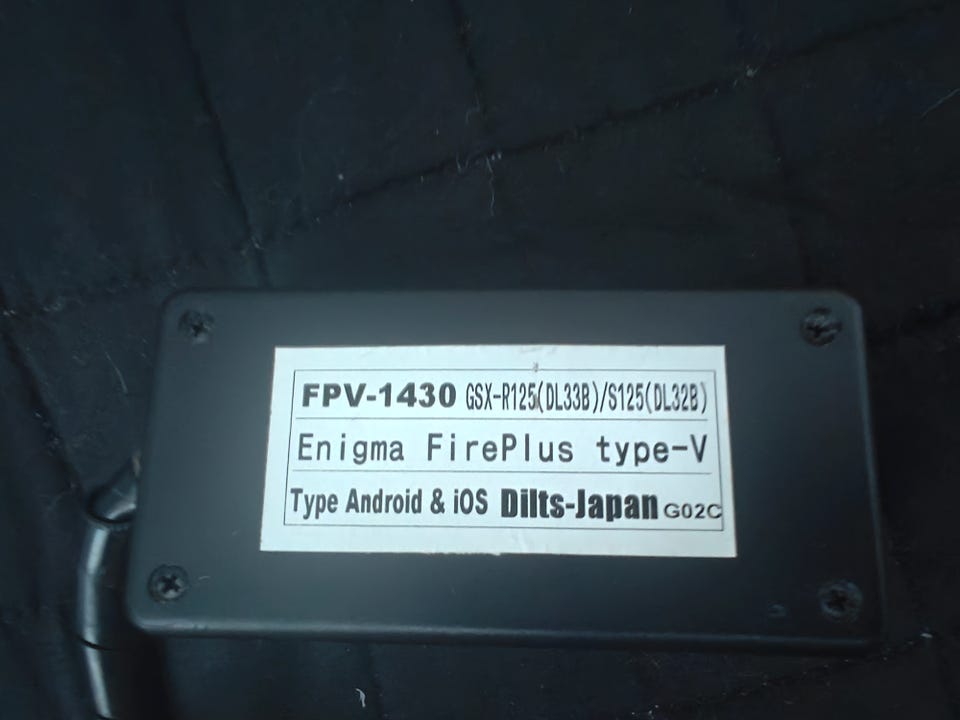 FPV-1430 GSX-R125(DL33B)/S125(DL32B)
Enigma FirePlus type-V
Type Android & iOS Dilts-Japan G02C